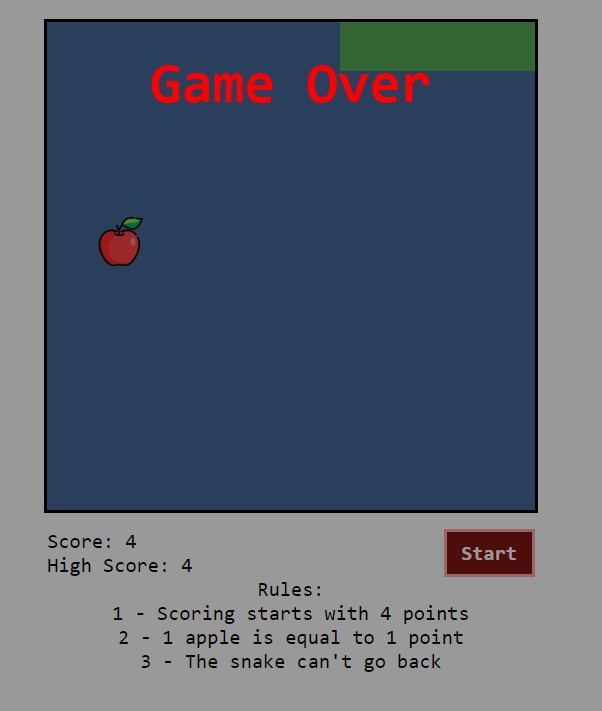 Game Over
Score: 4
High Score: 4
Start
Rules:
1 - Scoring starts with 4 points
2 - 1 apple is equal to 1 point
3 - The snake can't go back